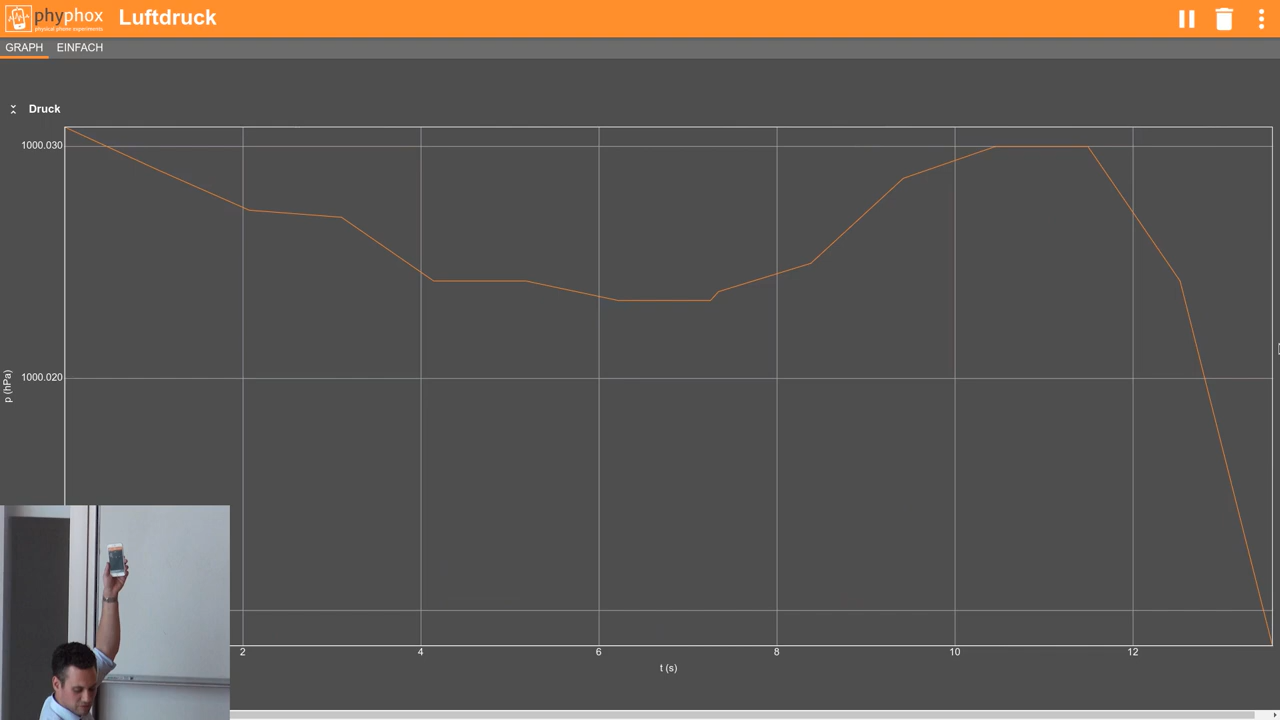 phyphox
physical phone experiments
Luftdruck
GRAPH
EINFACH
Druck
1000.030
1000.020
p (hPa)
2
4
6
8
10
12
t (s)